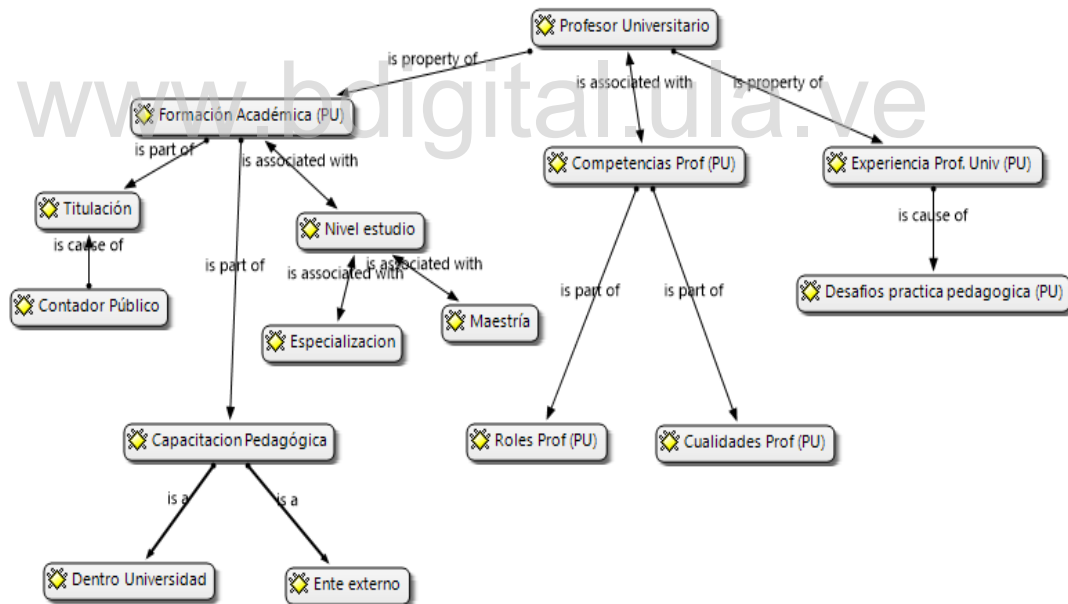 Profesor Universitario
is property of
is associated with
is property of
www.bdigital.ula.ve
Formación Académica (PU)
is part of
is associated with
Competencias Prof (PU)
Experiencia Prof. Univ (PU)
Titulación
Nivel estudio
is cause of
is cause of
is part of
is associated with
is associated with
is part of
is part of
Contador Público
Desafios practica pedagogica (PU)
Maestría
Especializacion
Capacitacion Pedagógica
Roles Prof (PU)
Cualidades Prof (PU)
is a
is a
Dentro Universidad
Ente externo